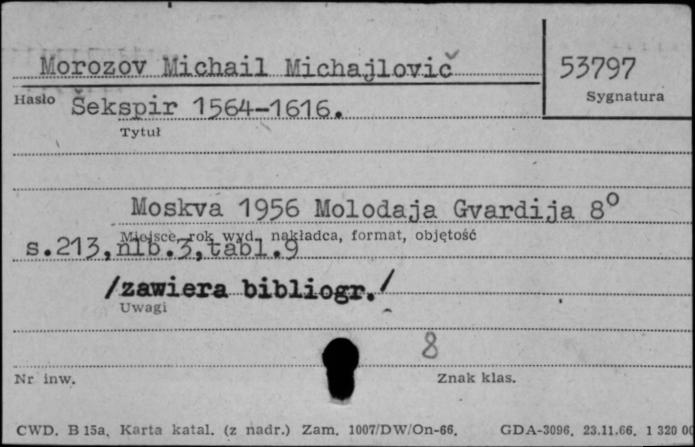 Morozov Michail Michajlovič
53797
Hasło
Sygnatura
Šekspir 1564-1616.
Tytuł
Moskva 1956 Molodaja Gvardija 8°
Miejsce, rok wyd., nakładca, format, objętość
s.213,nlb.3,tabl.9
/zawiera bibliogr./
Uwagi
8
Nr inw.
Znak klas.
CWD. B 15a, Karta katal. (z nadr.) Zam. 1007/DW/On-66. GDA-3096. 23.11.66. 1 320 00